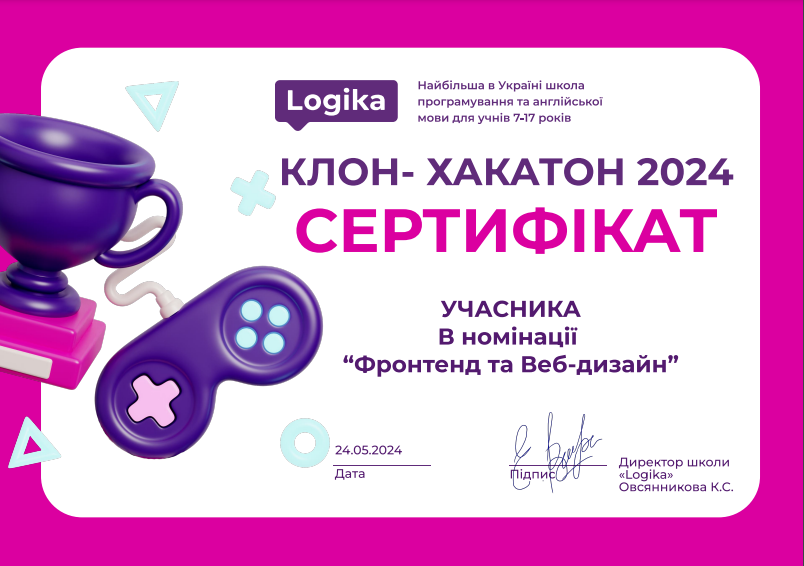 Logika
Найбільша в Україні школа
програмування та англійської
мови для учнів 7-17 років
КЛОН- ХАКАТОН 2024
СЕРТИФІКАТ
УЧАСНИКА
В номінації
“Фронтенд та Веб-дизайн”
24.05.2024
Дата
Підпис
Директор школи
«Logika»
Овсянникова К.С.